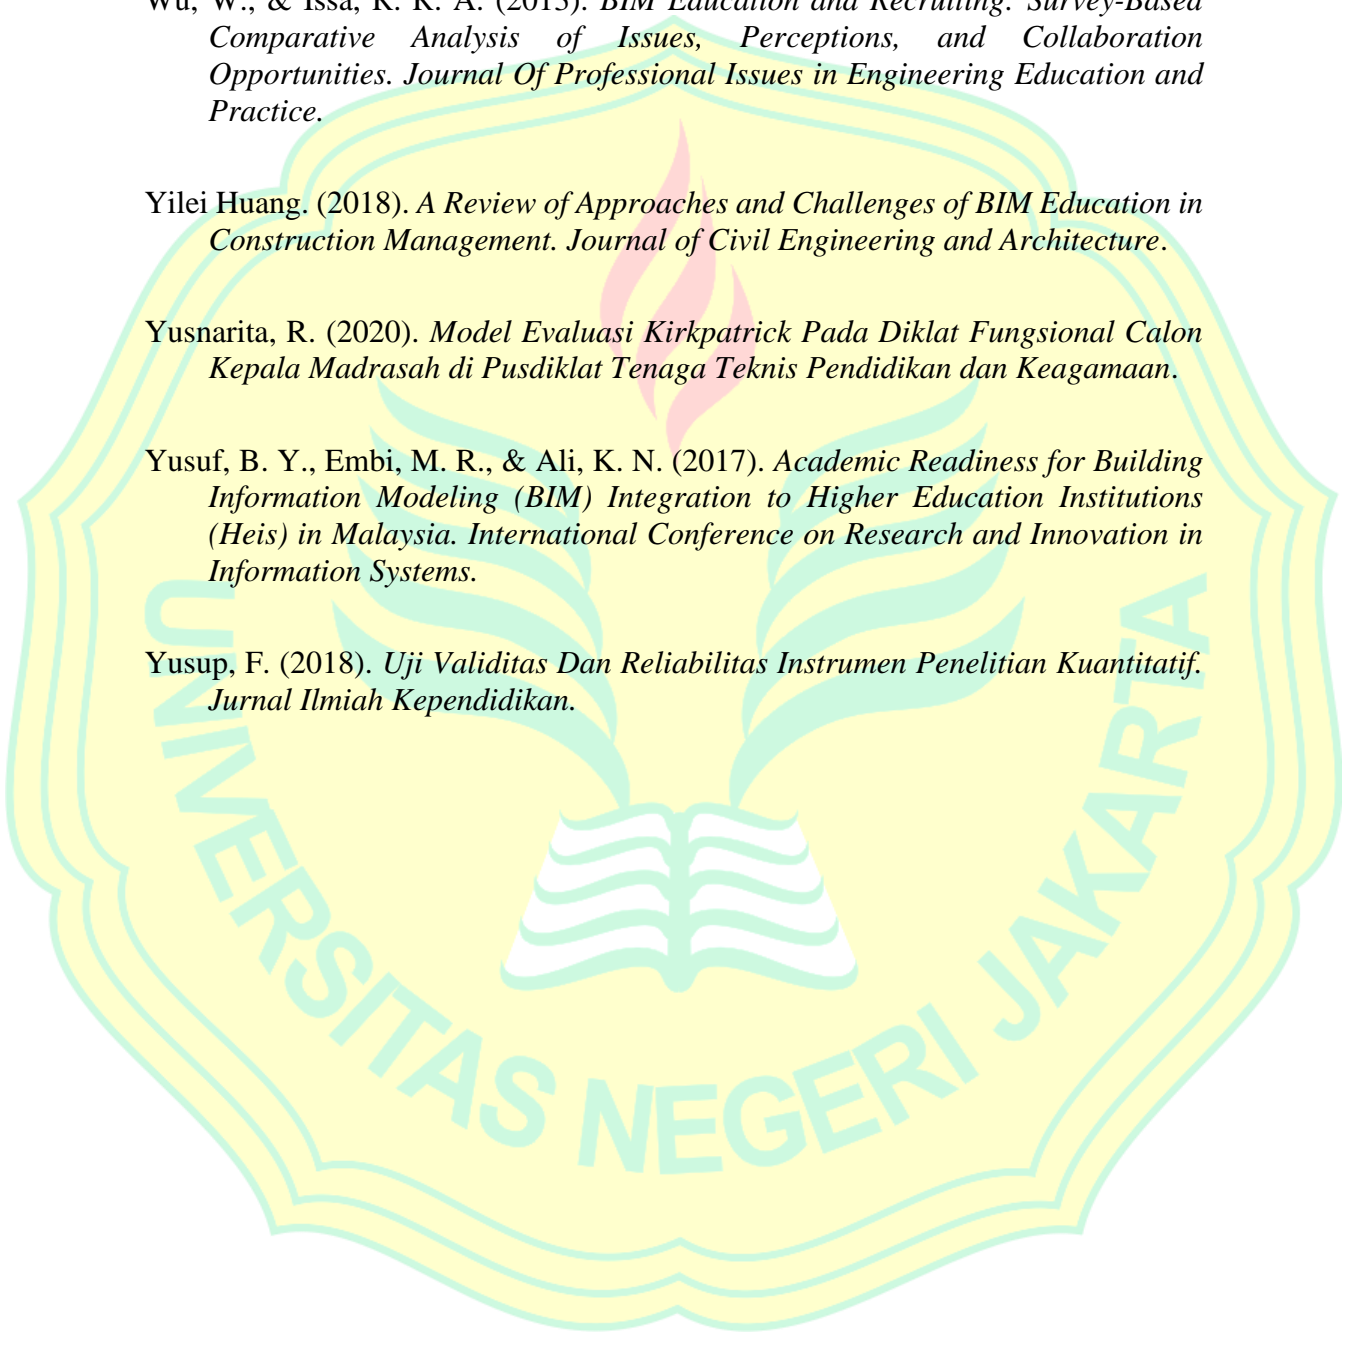 Wu, W., & Issa, R. R. A. (2013). BIM Education and Recruiting: Survey-Based
Comparative Analysis of Issues, Perceptions, and Collaboration
Opportunities. Journal Of Professional Issues in Engineering Education and
Practice.
Yilei Huang. (2018). A Review of Approaches and Challenges of BIM Education in
Construction Management. Journal of Civil Engineering and Architecture.
Yusnarita, R. (2020). Model Evaluasi Kirkpatrick Pada Diklat Fungsional Calon
Kepala Madrasah di Pusdiklat Tenaga Teknis Pendidikan dan Keagamaan.
Yusuf, B. Y., Embi, M. R., & Ali, K. N. (2017). Academic Readiness for Building
Information Modeling (BIM) Integration to Higher Education Institutions
(Heis) in Malaysia. International Conference on Research and Innovation in
Information Systems.
Yusup, F. (2018). Uji Validitas Dan Reliabilitas Instrumen Penelitian Kuantitatif.
Jurnal Ilmiah Kependidikan.
UNIVERSITAS NEGERI JAKARTA